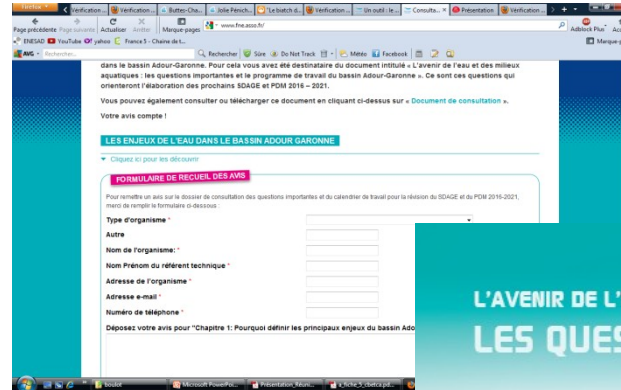 Firefox
Vérification ...
Vérification ...
Buttes-Cha...
Jolie Pénich...
"Le biatch d...
Vérification ...
Un outil : le ...
Consulta...
Présentation
Vérification ...
Page précédente Page suivante Actualiser Arrêter Marque-pages
www.fne.asso.fr/
Adblock Plus
ENESAD YouTube yahoo France 5 - Chaîne de t...
AVG Rechercher Sûre Do Not Track Météo Facebook
dans le bassin Adour-Garonne. Pour cela vous avez été destinataire du document intitulé « L'avenir de l'eau et des milieux
aquatiques : les questions importantes et le programme de travail du bassin Adour-Garonne ». Ce sont ces questions qui
orienteront l'élaboration des prochains SDAGE et PDM 2016 – 2021.
Vous pouvez également consulter ou télécharger ce document en cliquant ci-dessus sur « Document de consultation ».
Votre avis compte !
LES ENJEUX DE L'EAU DANS LE BASSIN ADOUR GARONNE
Cliquez ici pour les découvrir
FORMULAIRE DE RECUEIL DES AVIS
Pour remettre un avis sur le dossier de consultation des questions importantes et du calendrier de travail pour la révision du SDAGE et du PDM 2016-2021,
merci de remplir le formulaire ci-dessous :
Type d'organisme *
Autre
Nom de l'organisme: *
Nom Prénom du référent technique *
Adresse de l'organisme *
Adresse e-mail *
Numéro de téléphone *
Déposez votre avis pour "Chapitre 1: Pourquoi définir les principaux enjeux du bassin Ado
L'AVENIR DE L'
LES QUES
boulot
Microsoft PowerPoi...
Présentation_Réuni...